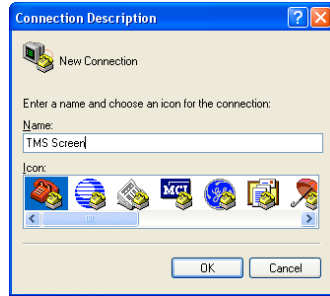 Connection Description
New Connection
Enter a name and choose an icon for the connection:
Name:
TMS Screen
Icon:
MCI
OK
Cancel